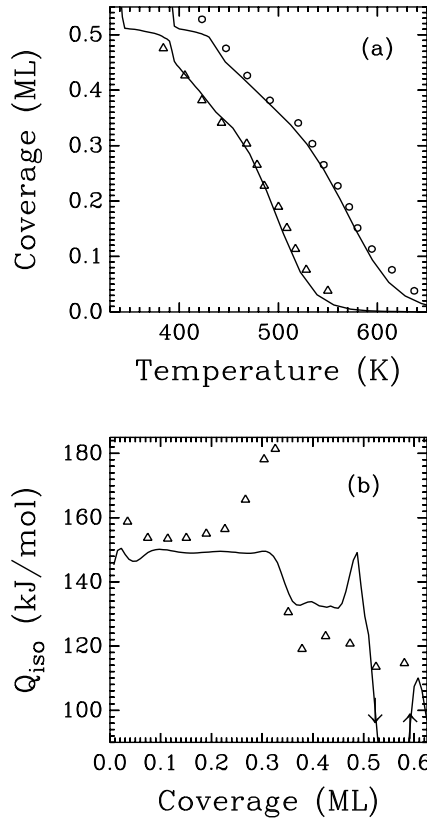 (a)
Coverage (ML)
0.5
0.4
0.3
0.2
0.1
0.0
400 500 600
Temperature (K)
(b)
Q_iso (kJ/mol)
180
160
140
120
100
0.0 0.1 0.2 0.3 0.4 0.5 0.6
Coverage (ML)